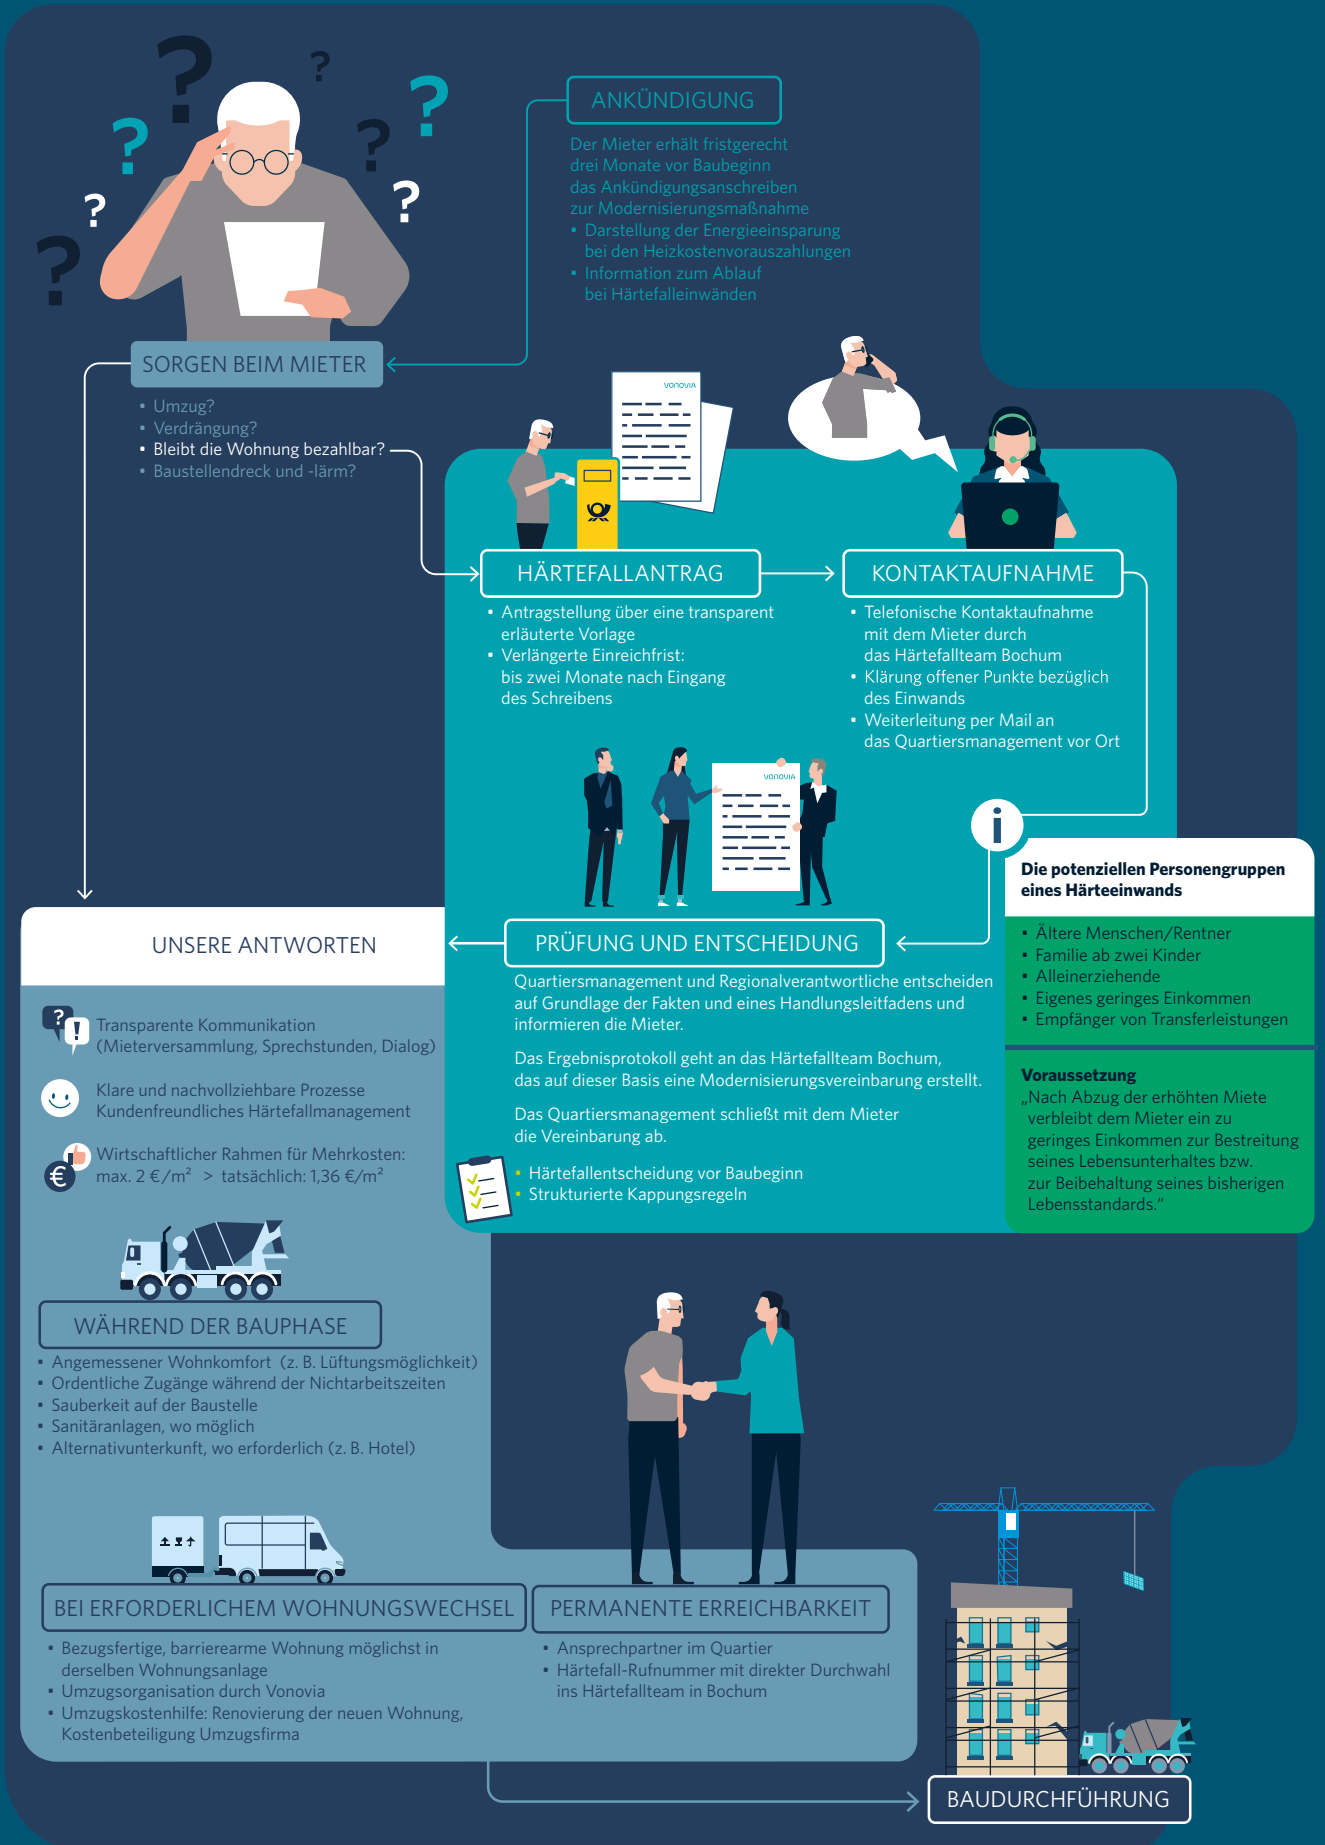 ANKÜNDIGUNG
Der Mieter erhält fristgerecht
drei Monate vor Baubeginn
das Ankündigungsanschreiben
zur Modernisierungsmaßnahme
• Darstellung der Energieeinsparung
bei den Heizkostenvorauszahlungen
• Information zum Ablauf
bei Härtefalleinwänden
SORGEN BEIM MIETER
• Umzug?
• Verdrängung?
• Bleibt die Wohnung bezahlbar?
• Baustellendreck und -lärm?
VONOVIA
HÄRTEFALLANTRAG
• Antragstellung über eine transparent
erläuterte Vorlage
• Verlängerte Einreichfrist:
bis zwei Monate nach Eingang
des Schreibens
KONTAKTAUFNAHME
• Telefonische Kontaktaufnahme
mit dem Mieter durch
das Härtefallteam Bochum
• Klärung offener Punkte bezüglich
des Einwands
• Weiterleitung per Mail an
das Quartiersmanagement vor Ort
VONOVIA
i
Die potenziellen Personengruppen
eines Härteeinwands
• Ältere Menschen/Rentner
• Familie ab zwei Kinder
• Alleinerziehende
• Eigenes geringes Einkommen
• Empfänger von Transferleistungen
Voraussetzung
„Nach Abzug der erhöhten Miete
verbleibt dem Mieter ein zu
geringes Einkommen zur Bestreitung
seines Lebensunterhaltes bzw.
zur Beibehaltung seines bisherigen
Lebensstandards.“
PRÜFUNG UND ENTSCHEIDUNG
Quartiersmanagement und Regionalverantwortliche entscheiden
auf Grundlage der Fakten und eines Handlungsleitfadens und
informieren die Mieter.
Das Ergebnisprotokoll geht an das Härtefallteam Bochum,
das auf dieser Basis eine Modernisierungsvereinbarung erstellt.
Das Quartiersmanagement schließt mit dem Mieter
die Vereinbarung ab.
• Härtefallentscheidung vor Baubeginn
• Strukturierte Kappungsregeln
UNSERE ANTWORTEN
Transparente Kommunikation
(Mieterversammlung, Sprechstunden, Dialog)
Klare und nachvollziehbare Prozesse
Kundenfreundliches Härtefallmanagement
Wirtschaftlicher Rahmen für Mehrkosten:
max. 2 €/m² > tatsächlich: 1,36 €/m²
WÄHREND DER BAUPHASE
• Angemessener Wohnkomfort (z. B. Lüftungsmöglichkeit)
• Ordentliche Zugänge während der Nichtarbeitszeiten
• Sauberkeit auf der Baustelle
• Sanitäranlagen, wo möglich
• Alternativunterkunft, wo erforderlich (z. B. Hotel)
BEI ERFORDERLICHEM WOHNUNGSWECHSEL
• Bezugsfertige, barrierearme Wohnung möglichst in
derselben Wohnungsanlage
• Umzugsorganisation durch Vonovia
• Umzugskostenhilfe: Renovierung der neuen Wohnung,
Kostenbeteiligung Umzugsfirma
PERMANENTE ERREICHBARKEIT
• Ansprechpartner im Quartier
• Härtefall-Rufnummer mit direkter Durchwahl
ins Härtefallteam in Bochum
BAUDURCHFÜHRUNG